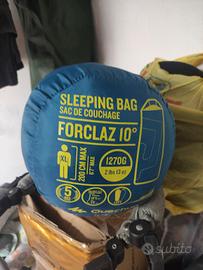 SLEEPING BAG
SAC DE COUCHAGE
FORCLAZ 10°
XL
200 CM MAX
6'7" MAX
1270G
2 lbs (13 oz)
5
Quechua
subito